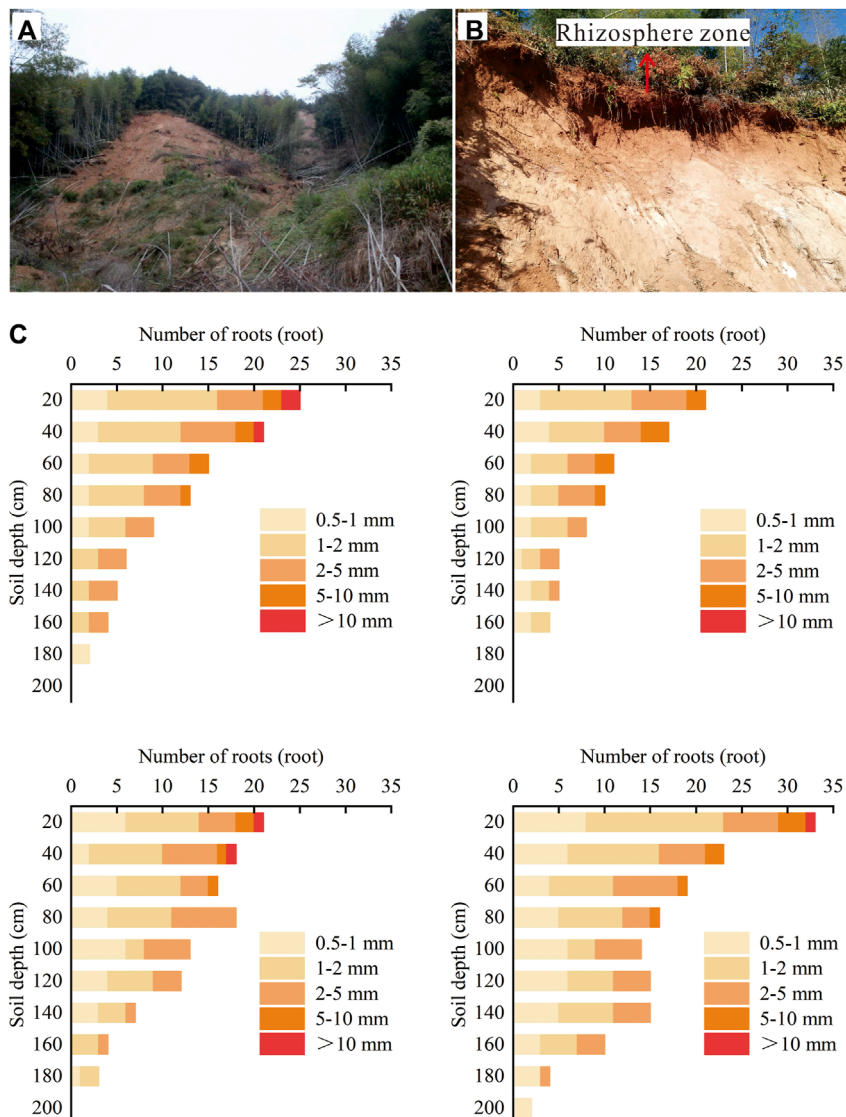 A
B
Rhizosphere zone
C
Number of roots (root)
0 5 10 15 20 25 30 35
Soil depth (cm)
20
40
60
80
100
120
140
160
180
200
0.5-1 mm
1-2 mm
2-5 mm
5-10 mm
>10 mm
Number of roots (root)
0 5 10 15 20 25 30 35
Soil depth (cm)
20
40
60
80
100
120
140
160
180
200
0.5-1 mm
1-2 mm
2-5 mm
5-10 mm
>10 mm
Number of roots (root)
0 5 10 15 20 25 30 35
Soil depth (cm)
20
40
60
80
100
120
140
160
180
200
0.5-1 mm
1-2 mm
2-5 mm
5-10 mm
>10 mm
Number of roots (root)
0 5 10 15 20 25 30 35
Soil depth (cm)
20
40
60
80
100
120
140
160
180
200
0.5-1 mm
1-2 mm
2-5 mm
5-10 mm
>10 mm